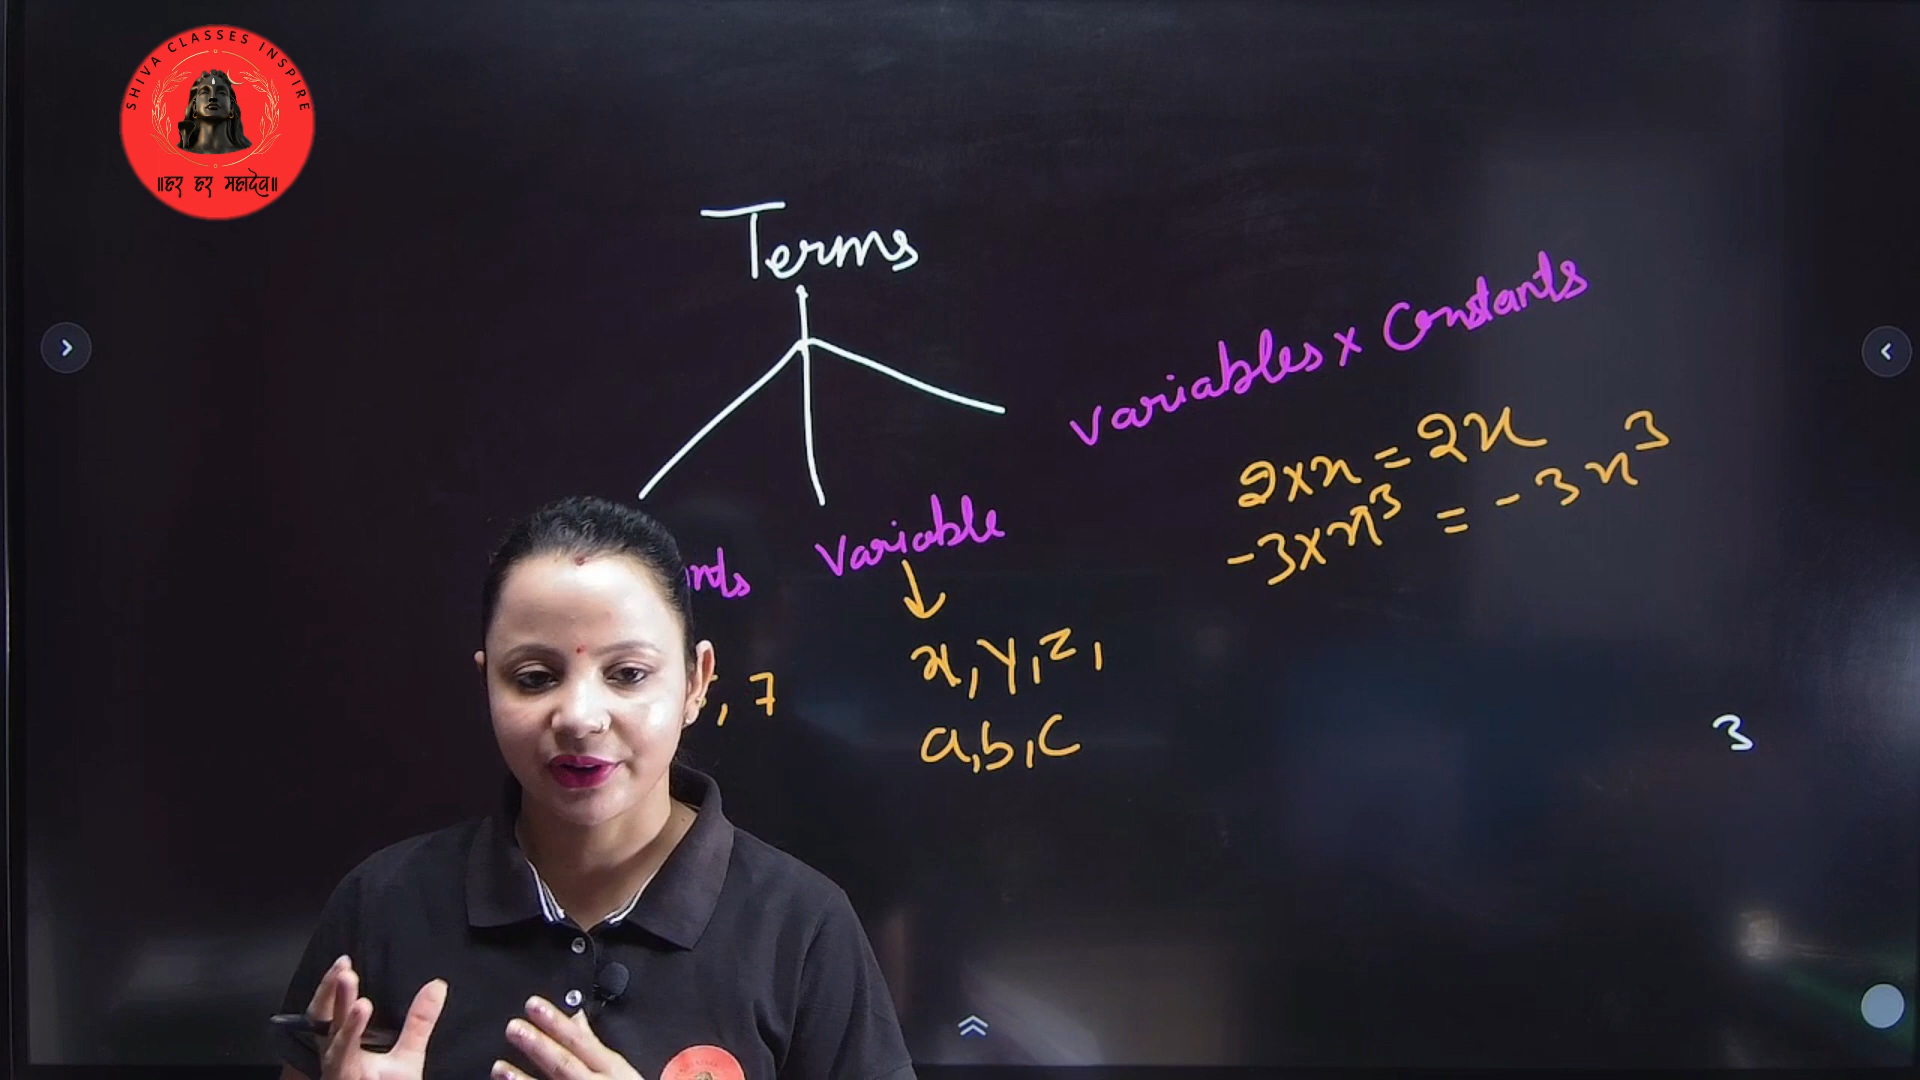 SHIVA CLASSES INSPIRE
॥हर हर महादेव॥
Terms
Variables x Constants
2xx = 2x
-3xx³ = -3x³
Variable
, 7
x, y, z,
a, b, c
3